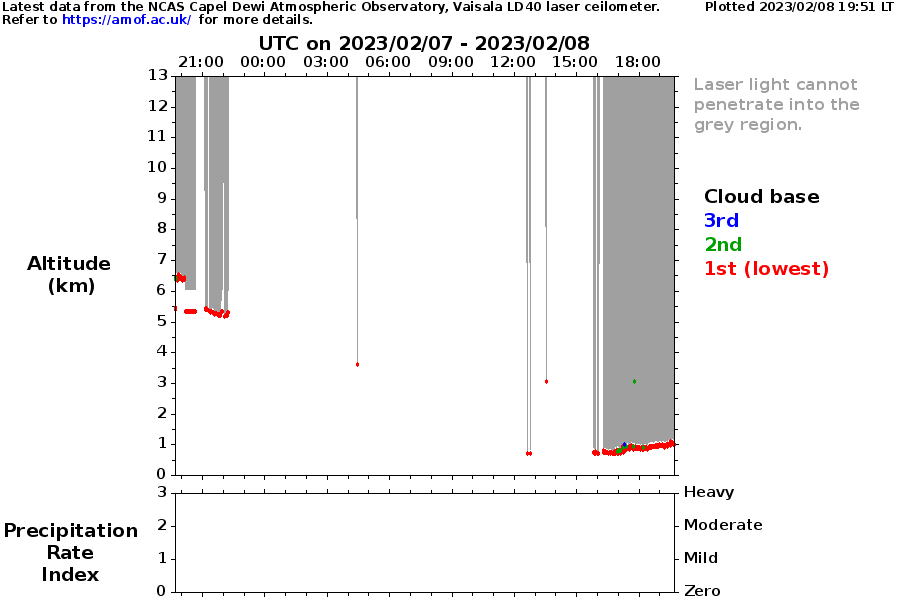 Latest data from the NCAS Capel Dewi Atmospheric Observatory, Vaisala LD40 laser ceilometer.
Plotted 2023/02/08 19:51 LT
Refer to https://amof.ac.uk/ for more details.
UTC on 2023/02/07 - 2023/02/08
21:00 00:00 03:00 06:00 09:00 12:00 15:00 18:00
13
12
11
10
9
8
7
6
5
4
3
2
1
0
Altitude
(km)
Laser light cannot
penetrate into the
grey region.
Cloud base
3rd
2nd
1st (lowest)
3
2
1
0
Precipitation
Rate
Index
Heavy
Moderate
Mild
Zero